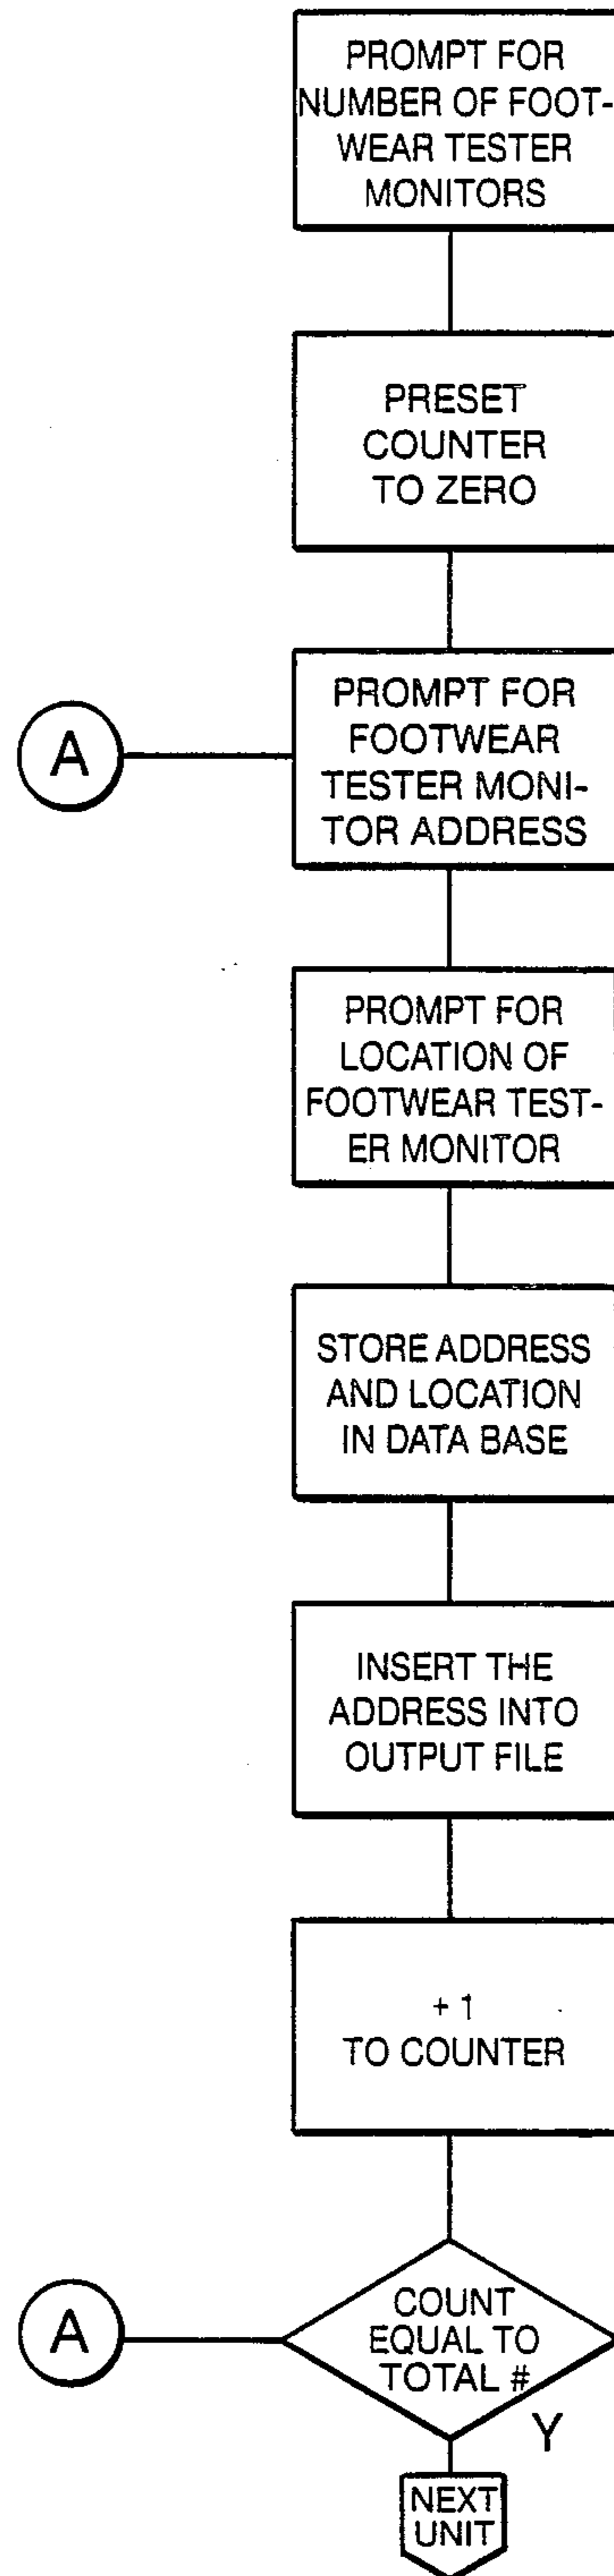 PROMPT FOR
NUMBER OF FOOT-
WEAR TESTER
MONITORS
PRESET
COUNTER
TO ZERO
A
PROMPT FOR
FOOTWEAR
TESTER MONI-
TOR ADDRESS
PROMPT FOR
LOCATION OF
FOOTWEAR TEST-
ER MONITOR
STORE ADDRESS
AND LOCATION
IN DATA BASE
INSERT THE
ADDRESS INTO
OUTPUT FILE
+ 1
TO COUNTER
A
COUNT
EQUAL TO
TOTAL #
Y
NEXT
UNIT